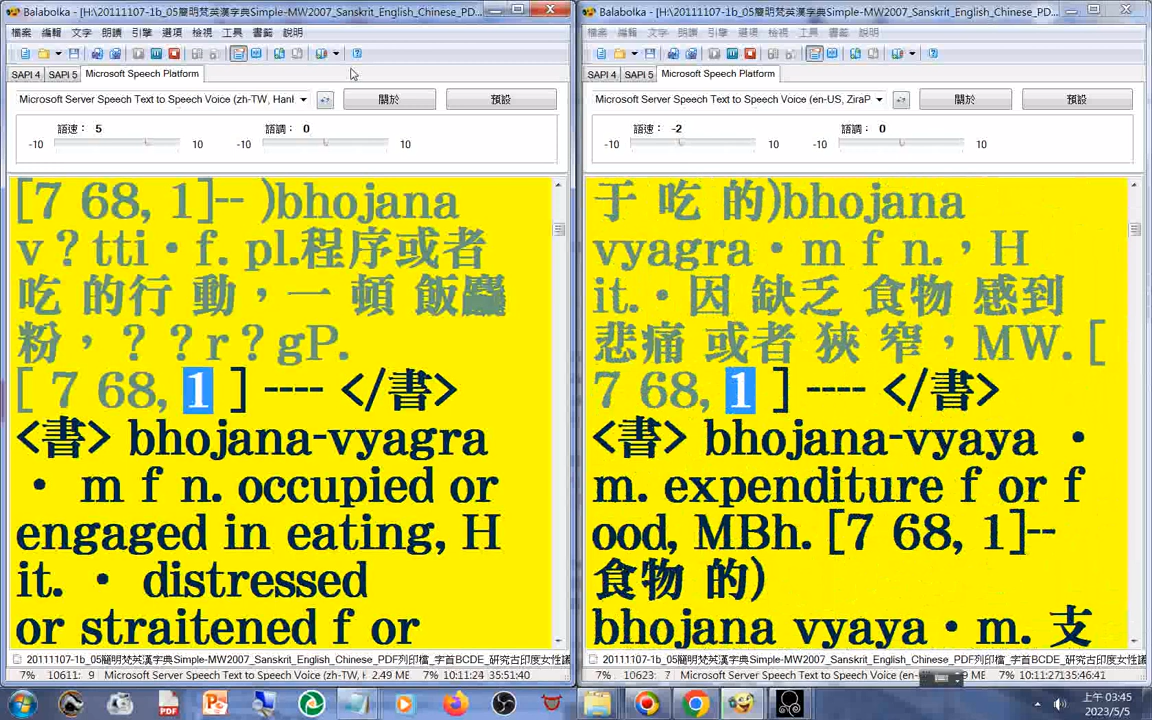 Balabolka - [H:\20111107-1b_05簡明梵英漢字典Simple-MW2007_Sanskrit_English_Chinese_PD...
檔案 編輯 文字 朗讀 引擎 選項 檢視 工具 書籤 說明
SAPI 4 SAPI 5 Microsoft Speech Platform
Microsoft Server Speech Text to Speech Voice (zh-TW, HanH 關於 預設
語速： 5 語調： 0
-10 10 -10 10
[7 68, 1]-- )bhojana
v？tti‧f. pl.程序或者
吃 的行 動，一 頓 飯
粉，？？r？gP.
[ 7 68, 1 ] ---- </書>
<書> bhojana-vyagra
‧ m f n. occupied or
engaged in eating, H
it. ‧ distressed
or straitened f or
20111107-1b_05簡明梵英漢字典Simple-MW2007_Sanskrit_English_Chinese_PDF列印檔_字首BCDE_研究古印度女性議
7% 10611: 9 Microsoft Server Speech Text to Speech Voice (zh-TW, H 2.49 ME 7% 10:11:24 35:51:40
Balabolka - [H:\20111107-1b_05簡明梵英漢字典Simple-MW2007_Sanskrit_English_Chinese_PD...
檔案 編輯 文字 朗讀 引擎 選項 檢視 工具 書籤 說明
SAPI 4 SAPI 5 Microsoft Speech Platform
Microsoft Server Speech Text to Speech Voice (en-US, ZiraP 關於 預設
語速： -2 語調： 0
-10 10 -10 10
于 吃 的)bhojana
vyagra‧m f n.，H
it.‧因 缺乏 食物 感到
悲痛 或者 狹 窄，MW. [
7 68, 1 ] ---- </書>
<書> bhojana-vyaya ‧
m. expenditure f or f
ood, MBh. [7 68, 1]--
食物 的)
bhojana vyaya‧m. 支
20111107-1b_05簡明梵英漢字典Simple-MW2007_Sanskrit_English_Chinese_PDF列印檔_字首BCDE_研究古印度女性議
7% 10623: 7 Microsoft Server Speech Text to Speech Voice (en-US, 9 ME 7% 10:11:27 135:46:41
PDF
上午 03:45
2023/5/5